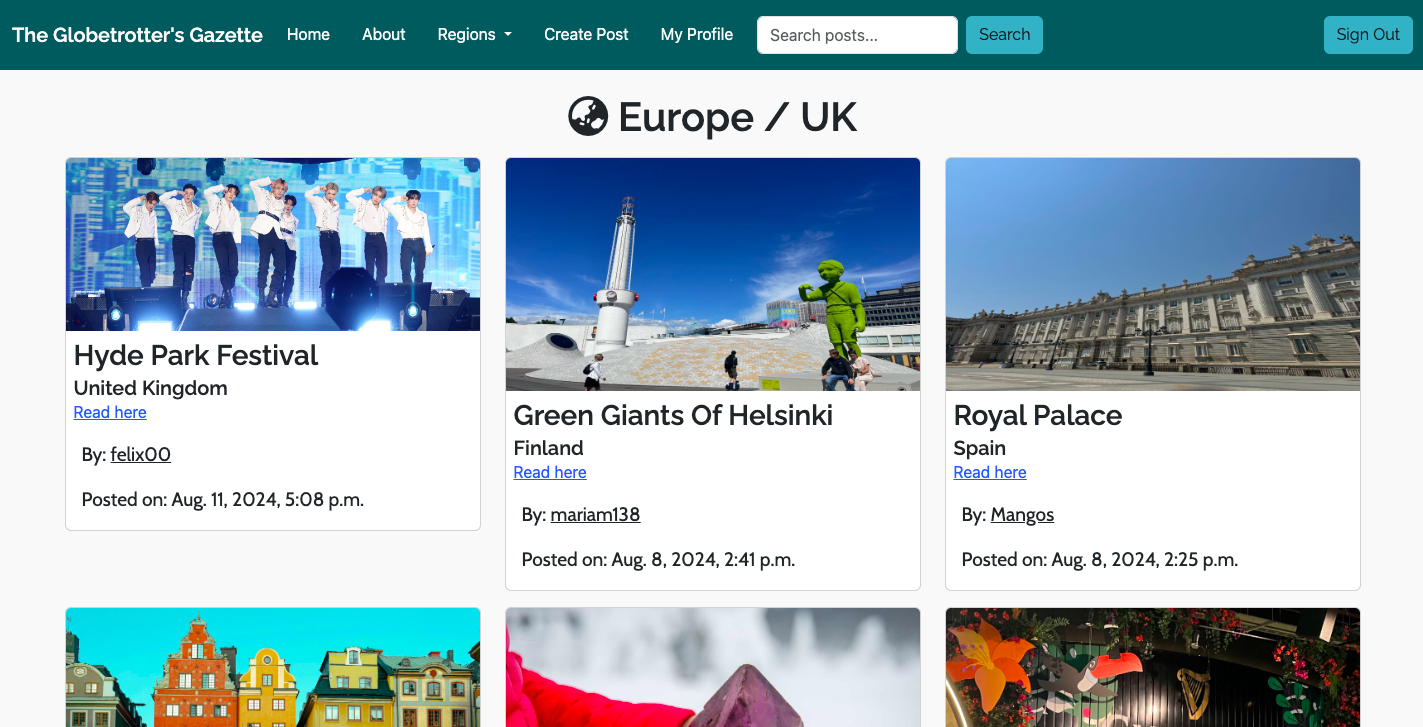 The Globetrotter's Gazette Home About Regions Create Post My Profile Search posts... Search Sign Out
Europe / UK
Hyde Park Festival
United Kingdom
Read here
By: felix00
Posted on: Aug. 11, 2024, 5:08 p.m.
Green Giants Of Helsinki
Finland
Read here
By: mariam138
Posted on: Aug. 8, 2024, 2:41 p.m.
Royal Palace
Spain
Read here
By: Mangos
Posted on: Aug. 8, 2024, 2:25 p.m.